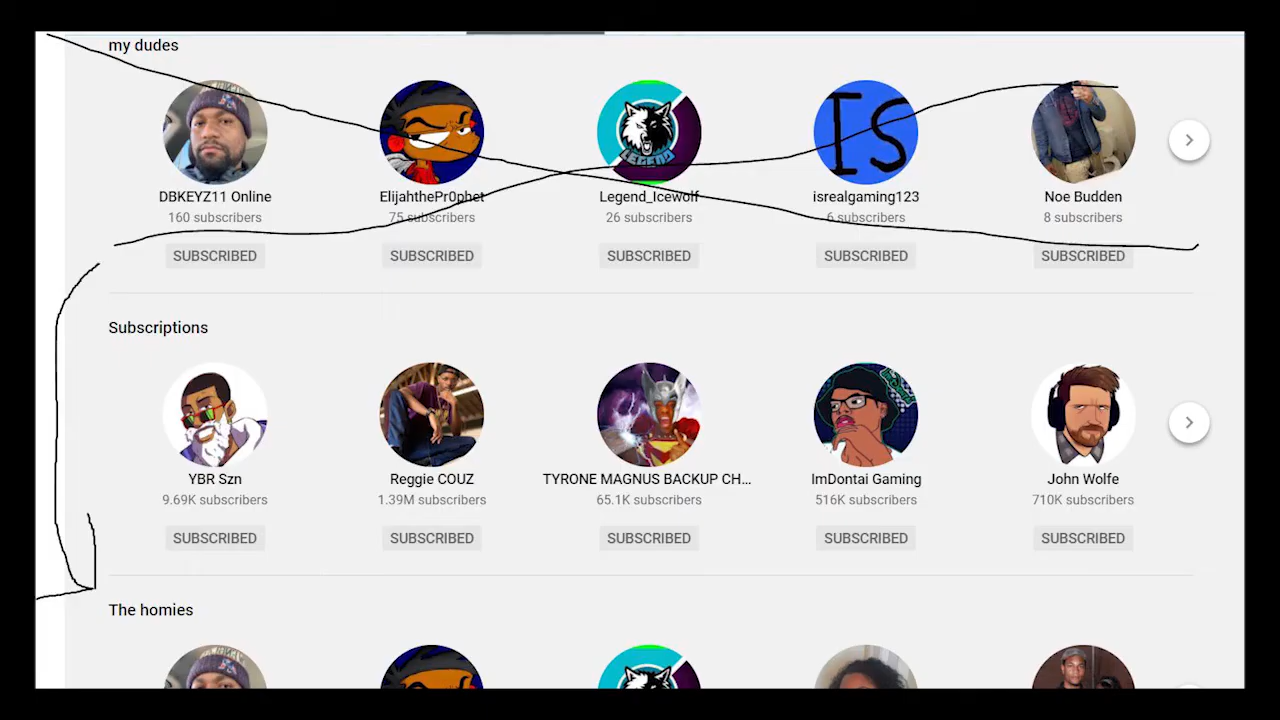 my dudes
LEGEND
IS
DBKEYZ11 Online
ElijahthePr0phet
Legend_Icewolf
isrealgaming123
Noe Budden
160 subscribers
75 subscribers
26 subscribers
6 subscribers
8 subscribers
SUBSCRIBED
SUBSCRIBED
SUBSCRIBED
SUBSCRIBED
SUBSCRIBED
Subscriptions
YBR Szn
Reggie COUZ
TYRONE MAGNUS BACKUP CH...
ImDontai Gaming
John Wolfe
9.69K subscribers
1.39M subscribers
65.1K subscribers
516K subscribers
710K subscribers
SUBSCRIBED
SUBSCRIBED
SUBSCRIBED
SUBSCRIBED
SUBSCRIBED
The homies